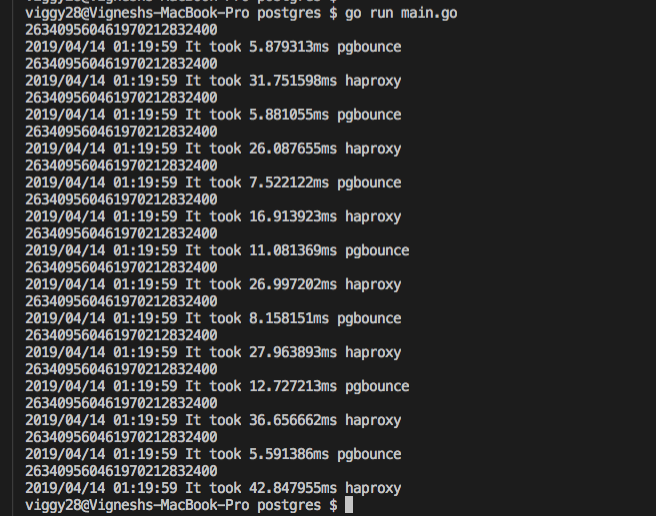 viggy28@Vigneshs-MacBook-Pro postgres $ go run main.go
263409560461970212832400
2019/04/14 01:19:59 It took 5.879313ms pgbounce
263409560461970212832400
2019/04/14 01:19:59 It took 31.751598ms haproxy
263409560461970212832400
2019/04/14 01:19:59 It took 5.881055ms pgbounce
263409560461970212832400
2019/04/14 01:19:59 It took 26.087655ms haproxy
263409560461970212832400
2019/04/14 01:19:59 It took 7.522122ms pgbounce
263409560461970212832400
2019/04/14 01:19:59 It took 16.913923ms haproxy
263409560461970212832400
2019/04/14 01:19:59 It took 11.081369ms pgbounce
263409560461970212832400
2019/04/14 01:19:59 It took 26.997202ms haproxy
263409560461970212832400
2019/04/14 01:19:59 It took 8.158151ms pgbounce
263409560461970212832400
2019/04/14 01:19:59 It took 27.963893ms haproxy
263409560461970212832400
2019/04/14 01:19:59 It took 12.727213ms pgbounce
263409560461970212832400
2019/04/14 01:19:59 It took 36.656662ms haproxy
263409560461970212832400
2019/04/14 01:19:59 It took 5.591386ms pgbounce
263409560461970212832400
2019/04/14 01:19:59 It took 42.847955ms haproxy
viggy28@Vigneshs-MacBook-Pro postgres $